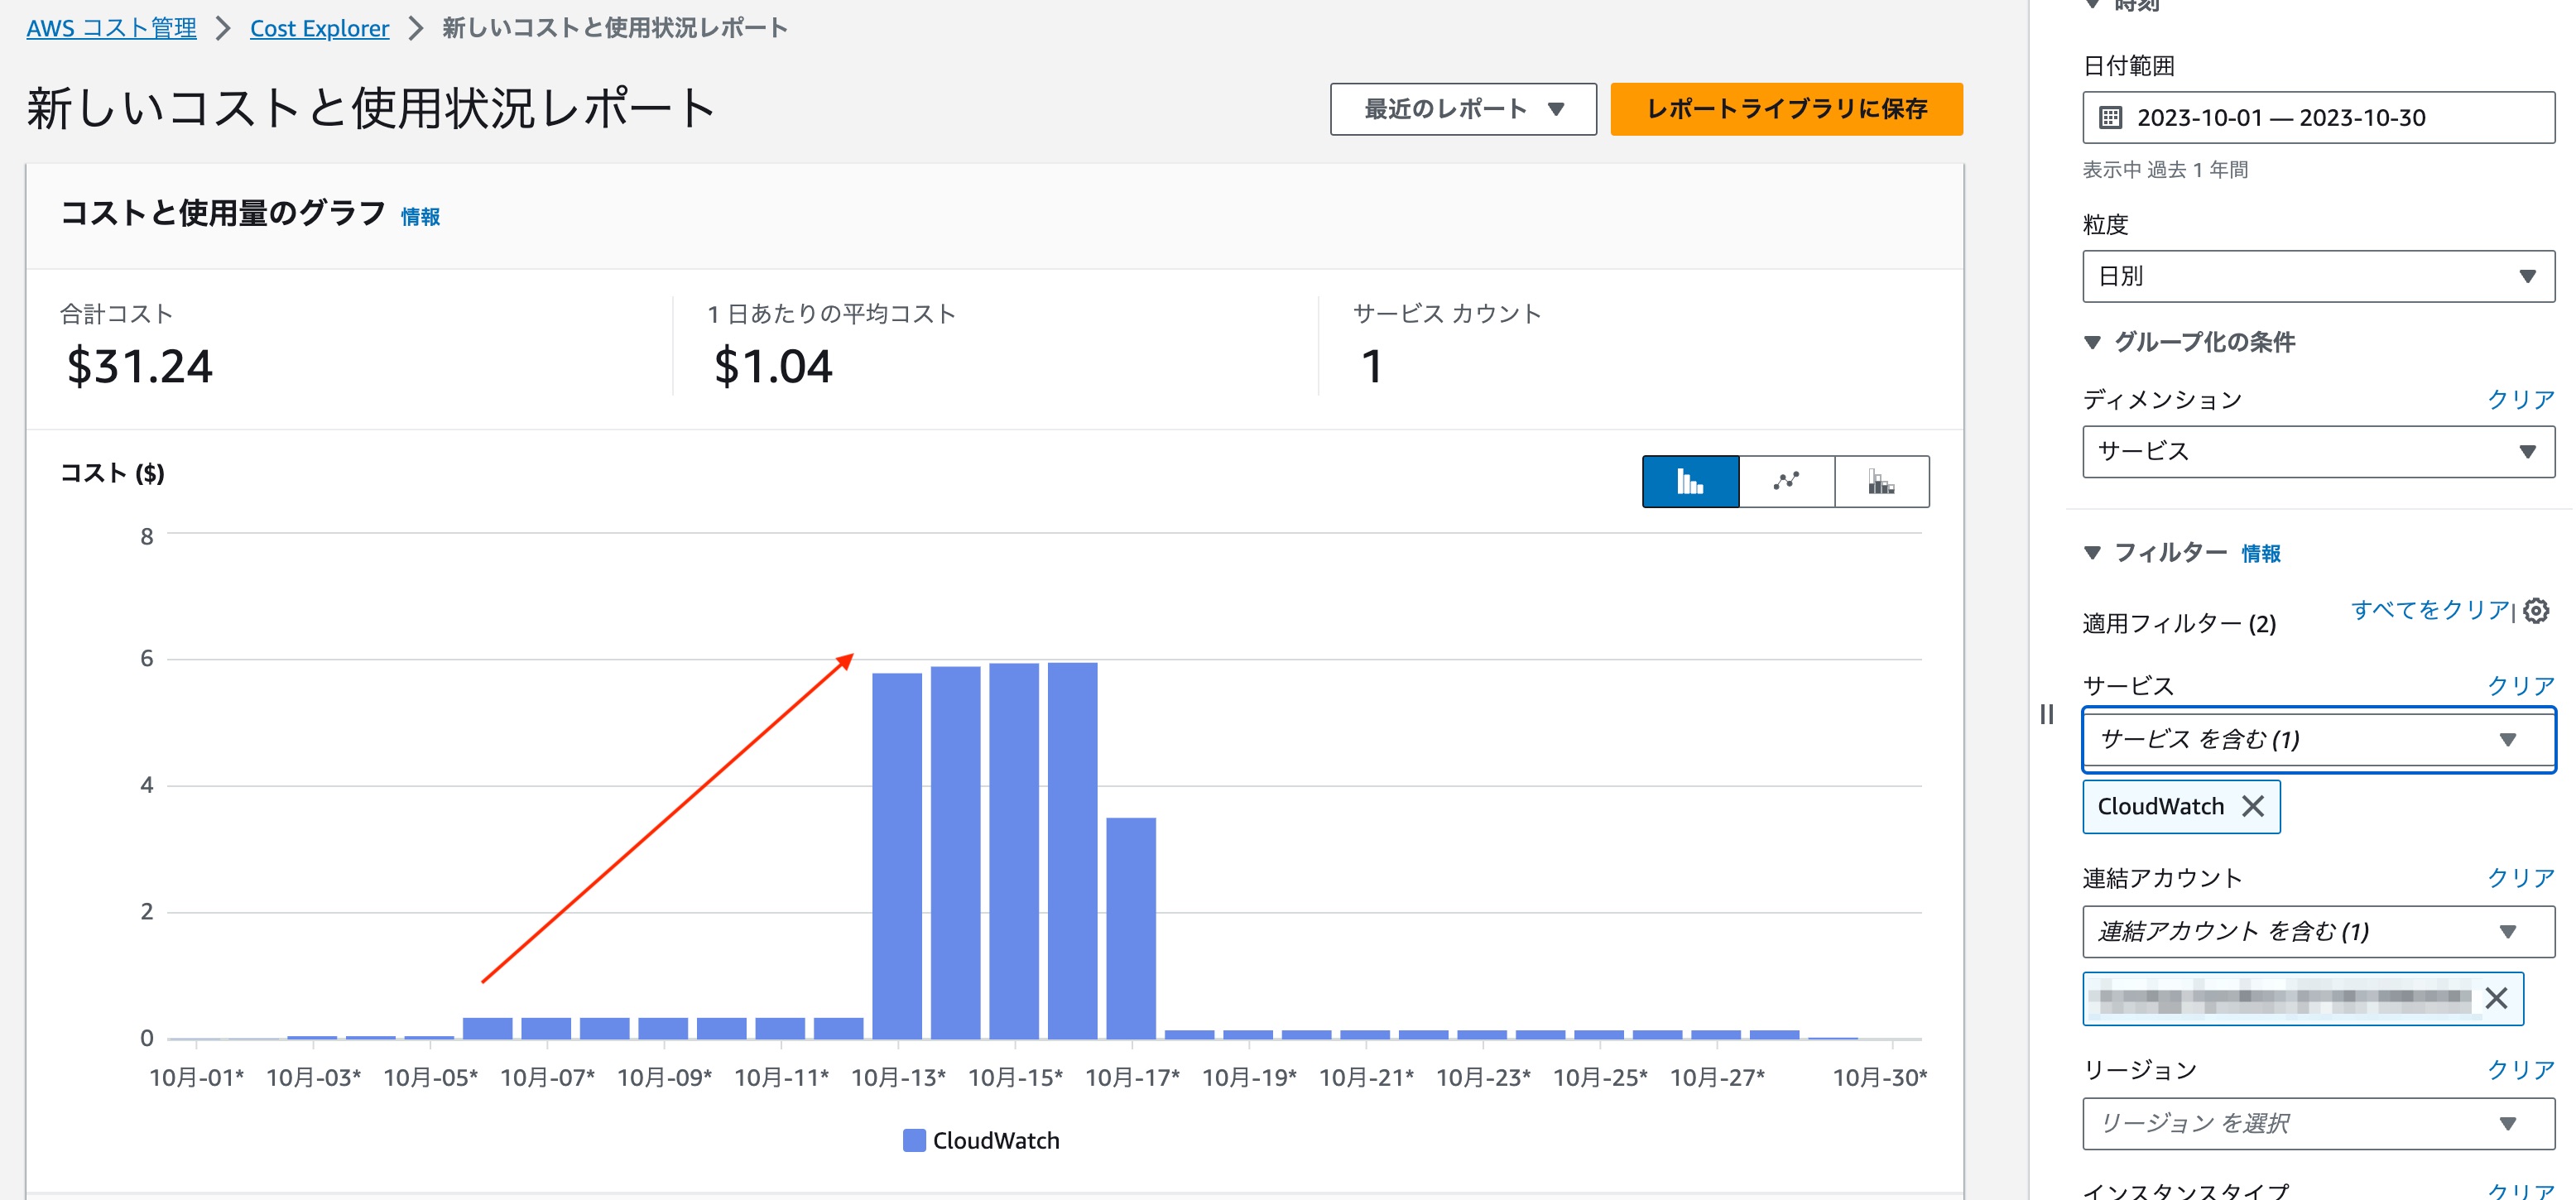 AWS コスト管理 > Cost Explorer > 新しいコストと使用状況レポート
新しいコストと使用状況レポート
最近のレポート ▼
レポートライブラリに保存
コストと使用量のグラフ 情報
合計コスト
$31.24
1 日あたりの平均コスト
$1.04
サービス カウント
1
コスト ($)
8
6
4
2
0
10月-01* 10月-03* 10月-05* 10月-07* 10月-09* 10月-11* 10月-13* 10月-15* 10月-17* 10月-19* 10月-21* 10月-23* 10月-25* 10月-27* 10月-30*
CloudWatch
時刻
日付範囲
2023-10-01 — 2023-10-30
表示中 過去 1 年間
粒度
日別
グループ化の条件
ディメンション クリア
サービス
フィルター 情報
適用フィルター (2) すべてをクリア|
サービス クリア
サービス を含む (1)
CloudWatch
連結アカウント クリア
連結アカウント を含む (1)
リージョン クリア
リージョン を選択
インスタンスタイプ クリア